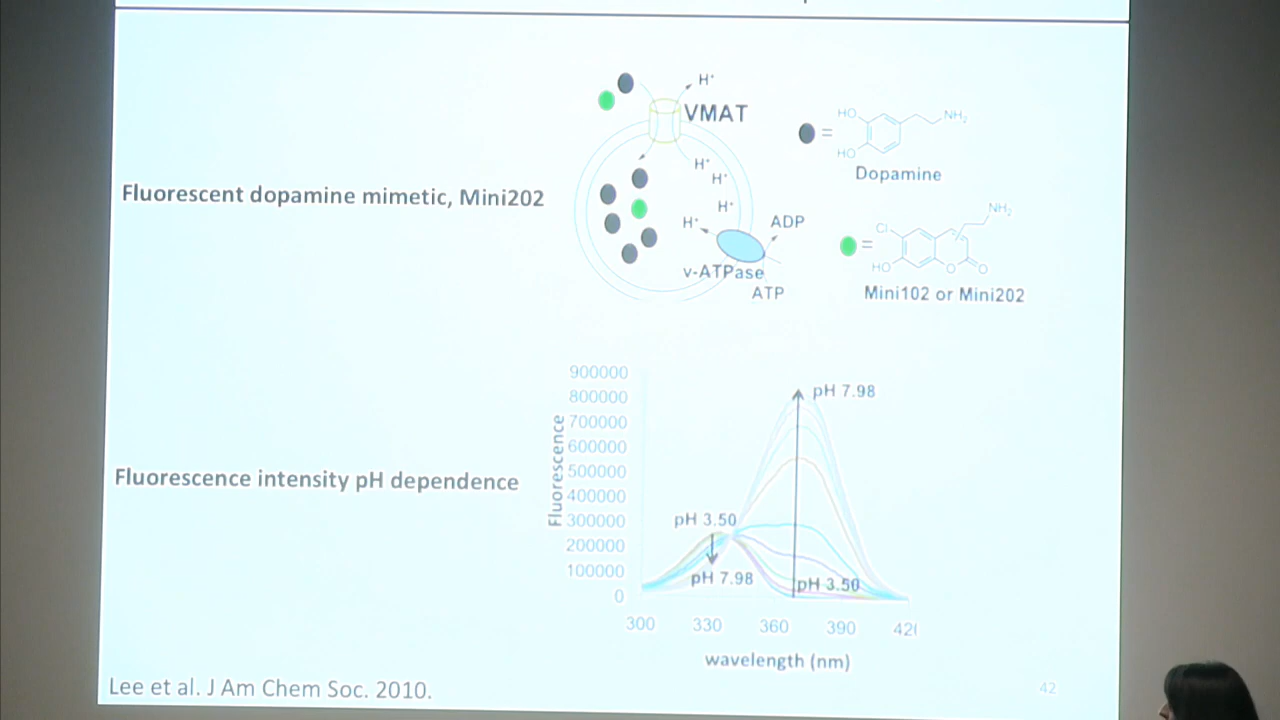 H⁺
VMAT
HO
NH₂
HO
Dopamine
H⁺
H⁺
Fluorescent dopamine mimetic, Mini202
H⁺
H⁺
ADP
v-ATPase
ATP
NH₂
Cl
HO
O
O
Mini102 or Mini202
=
=
900000
800000
700000
600000
500000
400000
300000
200000
100000
0
Fluorescence
pH 7.98
pH 3.50
pH 7.98
pH 3.50
Fluorescence intensity pH dependence
300
330
360
390
wavelength (nm)
Lee et al. J Am Chem Soc. 2010.
42